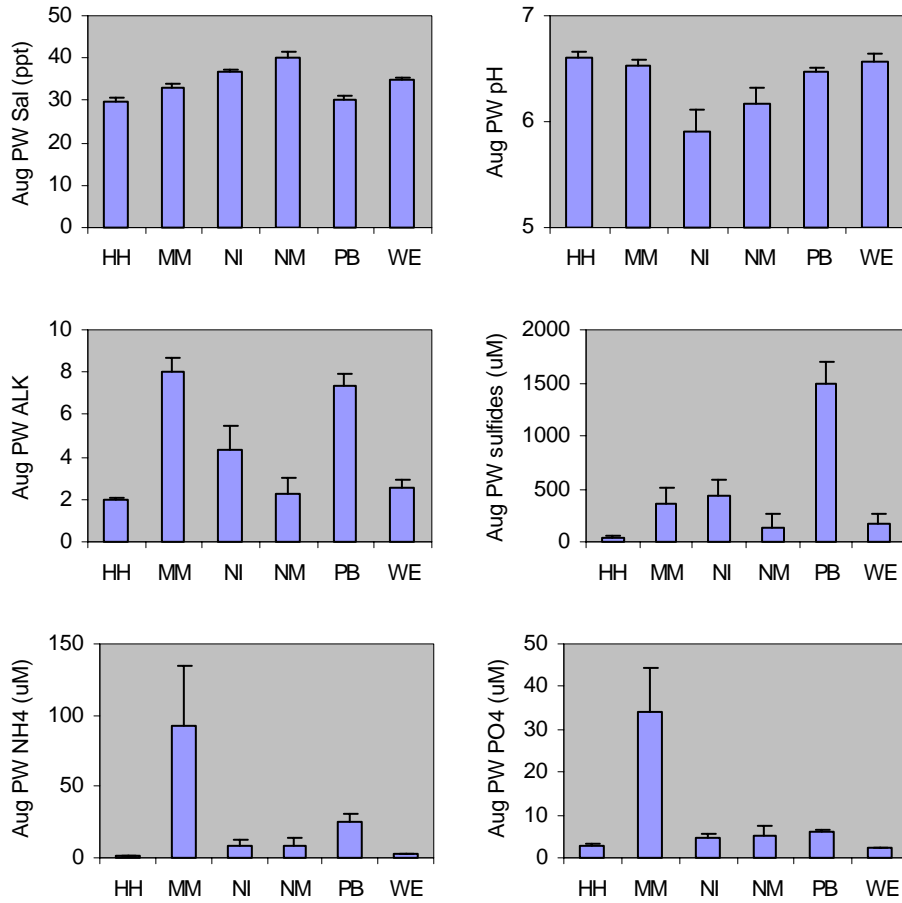 Aug PW Sal (ppt)
50
40
30
20
10
0
HH MM NI NM PB WE
Aug PW pH
7
6
5
HH MM NI NM PB WE
Aug PW ALK
10
8
6
4
2
0
HH MM NI NM PB WE
Aug PW sulfides (uM)
2000
1500
1000
500
0
HH MM NI NM PB WE
Aug PW NH4 (uM)
150
100
50
0
HH MM NI NM PB WE
Aug PW PO4 (uM)
50
40
30
20
10
0
HH MM NI NM PB WE